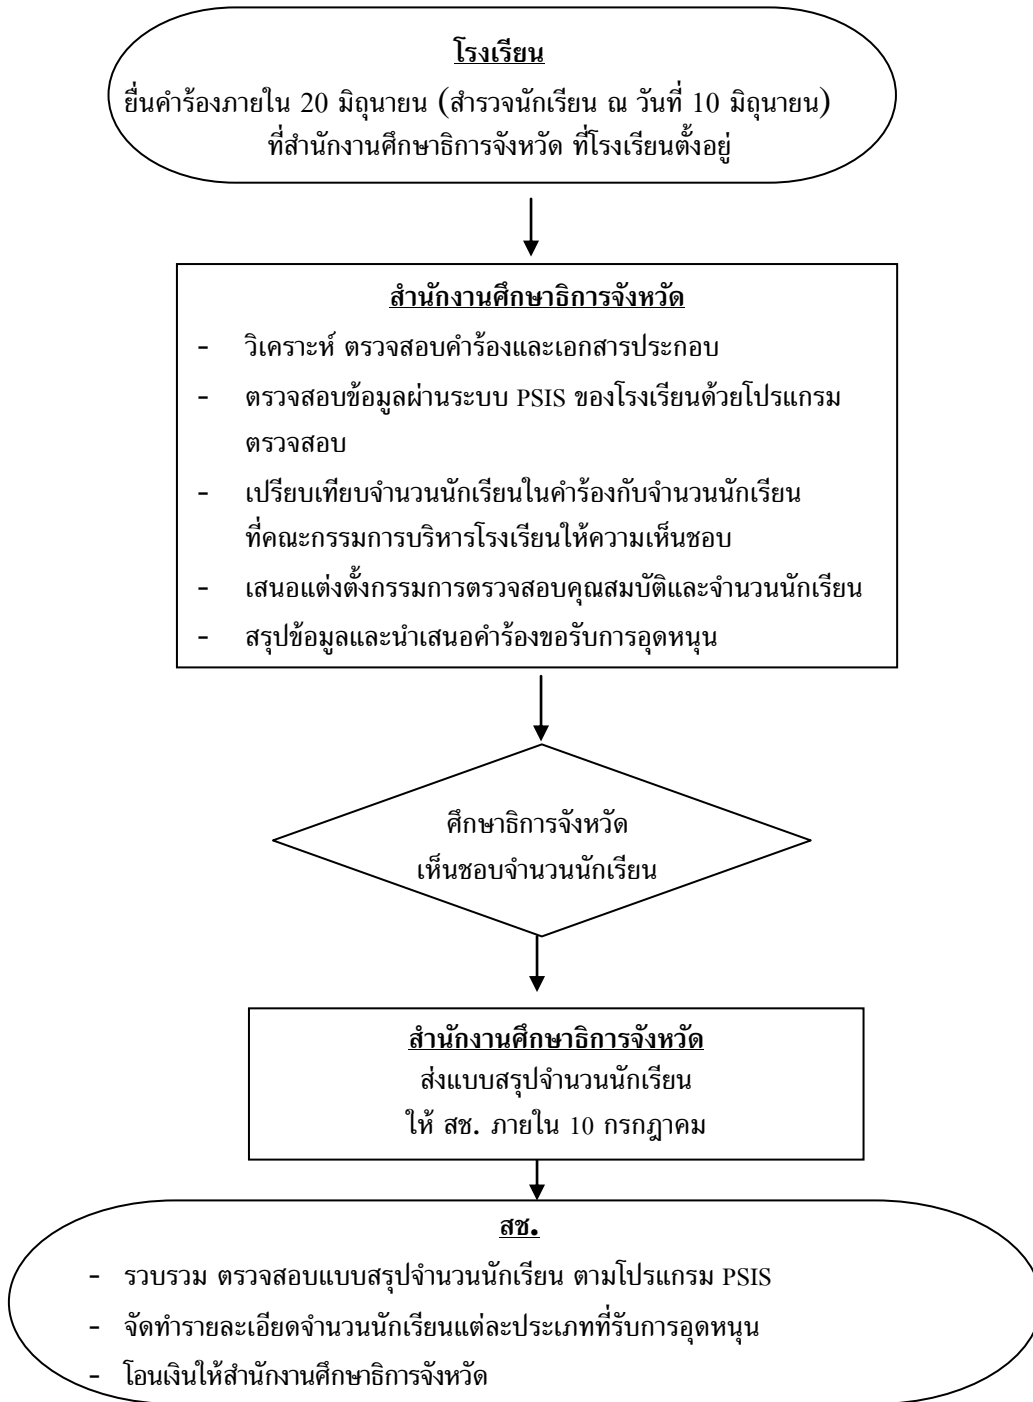 โรงเรียน
ยื่นคำร้องภายใน 20 มิถุนายน (สำรวจนักเรียน ณ วันที่ 10 มิถุนายน)
ที่สำนักงานศึกษาธิการจังหวัด ที่โรงเรียนตั้งอยู่
สำนักงานศึกษาธิการจังหวัด
- วิเคราะห์ ตรวจสอบคำร้องและเอกสารประกอบ
- ตรวจสอบข้อมูลผ่านระบบ PSIS ของโรงเรียนด้วยโปรแกรม
ตรวจสอบ
- เปรียบเทียบจำนวนนักเรียนในคำร้องกับจำนวนนักเรียน
ที่คณะกรรมการบริหารโรงเรียนให้ความเห็นชอบ
- เสนอแต่งตั้งกรรมการตรวจสอบคุณสมบัติและจำนวนนักเรียน
- สรุปข้อมูลและนำเสนอคำร้องขอรับการอุดหนุน
ศึกษาธิการจังหวัด
เห็นชอบจำนวนนักเรียน
สำนักงานศึกษาธิการจังหวัด
ส่งแบบสรุปจำนวนนักเรียน
ให้ สช. ภายใน 10 กรกฎาคม
สช.
- รวบรวม ตรวจสอบแบบสรุปจำนวนนักเรียน ตามโปรแกรม PSIS
- จัดทำรายละเอียดจำนวนนักเรียนแต่ละประเภทที่รับการอุดหนุน
- โอนเงินให้สำนักงานศึกษาธิการจังหวัด